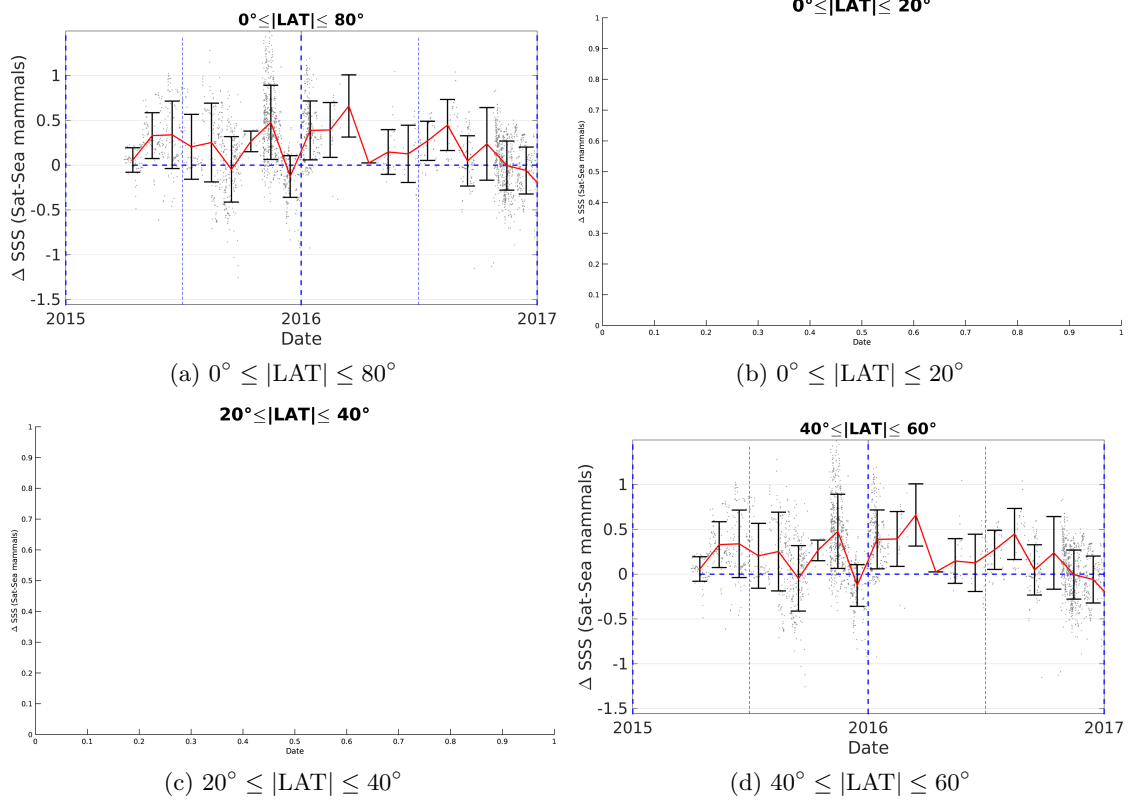 0°≤|LAT|≤ 80°
Δ SSS (Sat-Sea mammals)
1
0.5
0
-0.5
-1
-1.5
2015
2016
2017
Date
(a) 0° ≤ |LAT| ≤ 80°
0°≤|LAT|≤ 20°
Δ SSS (Sat-Sea mammals)
1
0.9
0.8
0.7
0.6
0.5
0.4
0.3
0.2
0.1
0
0 0.1 0.2 0.3 0.4 0.5 0.6 0.7 0.8 0.9 1
Date
(b) 0° ≤ |LAT| ≤ 20°
20°≤|LAT|≤ 40°
Δ SSS (Sat-Sea mammals)
1
0.9
0.8
0.7
0.6
0.5
0.4
0.3
0.2
0.1
0
0 0.1 0.2 0.3 0.4 0.5 0.6 0.7 0.8 0.9 1
Date
(c) 20° ≤ |LAT| ≤ 40°
40°≤|LAT|≤ 60°
Δ SSS (Sat-Sea mammals)
1
0.5
0
-0.5
-1
-1.5
2015
2016
2017
Date
(d) 40° ≤ |LAT| ≤ 60°